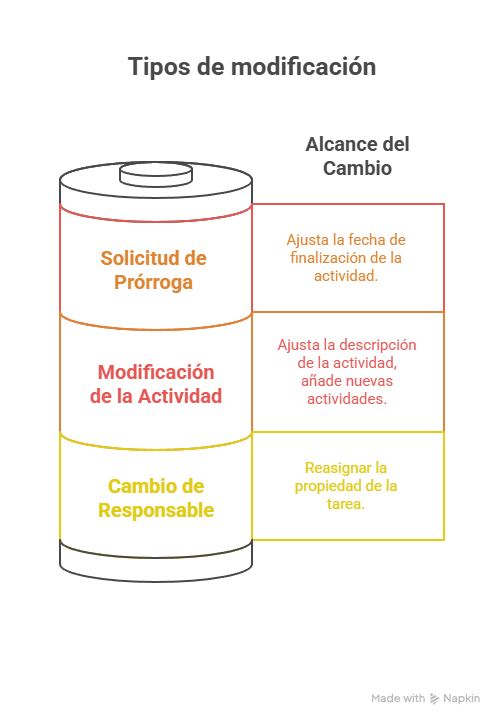 Tipos de modificación
Alcance del
Cambio
Solicitud de
Prórroga
Ajusta la fecha de
finalización de la
actividad.
Modificación
de la Actividad
Ajusta la descripción
de la actividad,
añade nuevas
actividades.
Cambio de
Responsable
Reasignar la
propiedad de la
tarea.
Made with Napkin